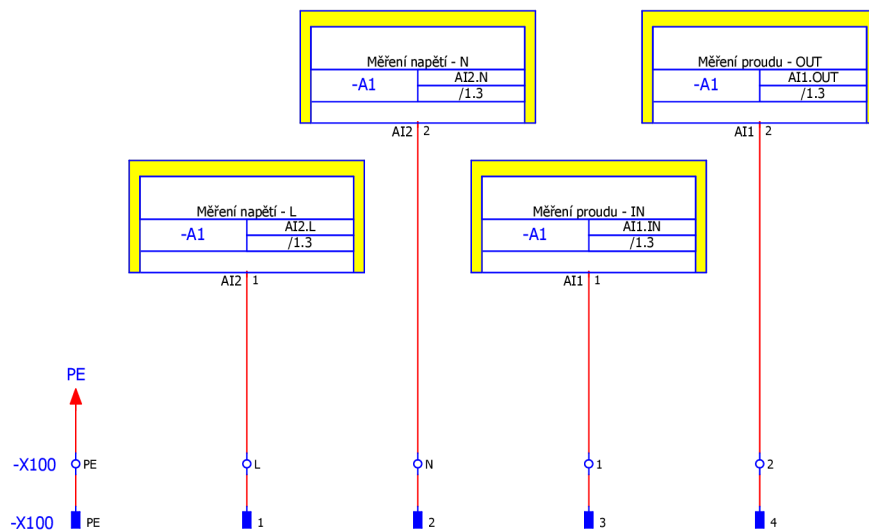 Měření napětí - N
-A1
AI2.N
/1.3
AI2 2
Měření proudu - OUT
-A1
AI1.OUT
/1.3
AI1 2
Měření napětí - L
-A1
AI2.L
/1.3
AI2 1
Měření proudu - IN
-A1
AI1.IN
/1.3
AI1 1
PE
-X100 PE L N 1 2
-X100 PE 1 2 3 4